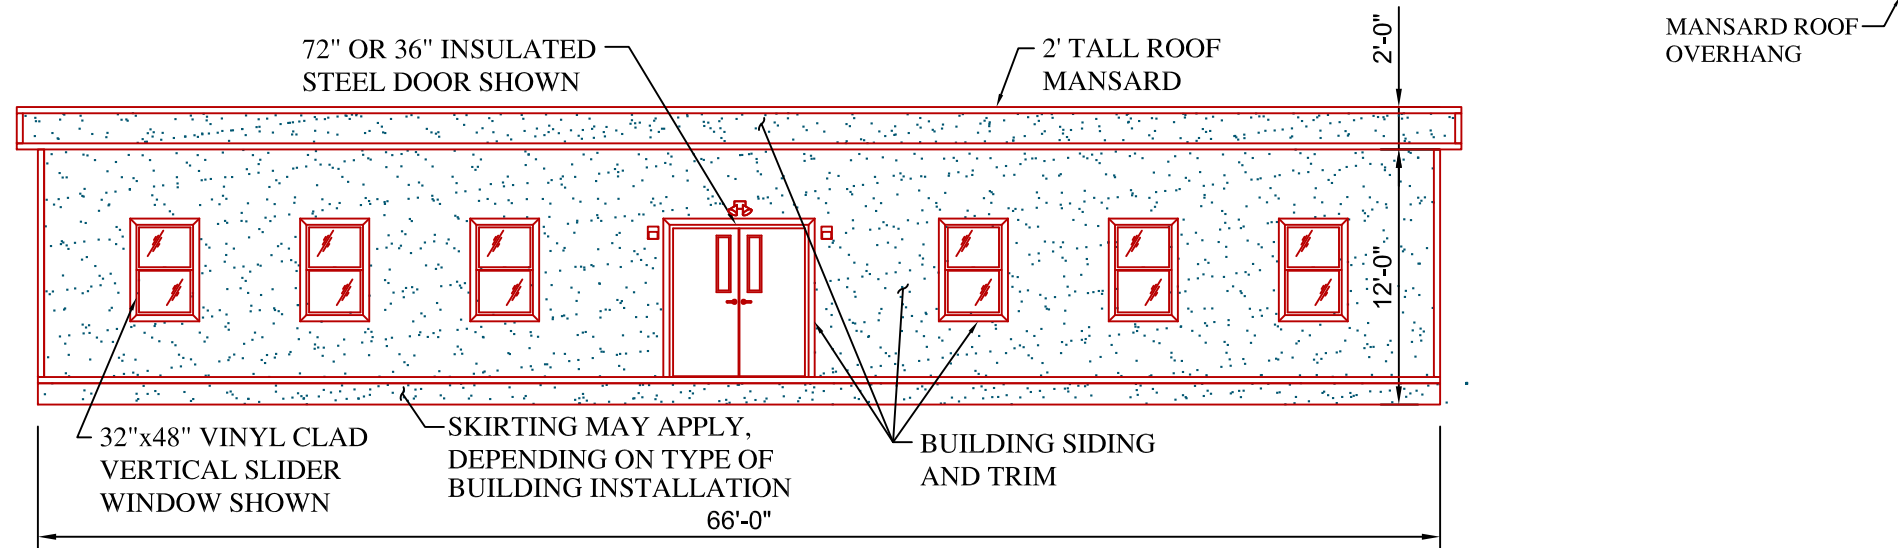 72" OR 36" INSULATED
STEEL DOOR SHOWN
2' TALL ROOF
MANSARD
2'-0"
MANSARD ROOF
OVERHANG
12'-0"
32"x48" VINYL CLAD
VERTICAL SLIDER
WINDOW SHOWN
SKIRTING MAY APPLY,
DEPENDING ON TYPE OF
BUILDING INSTALLATION
BUILDING SIDING
AND TRIM
66'-0"